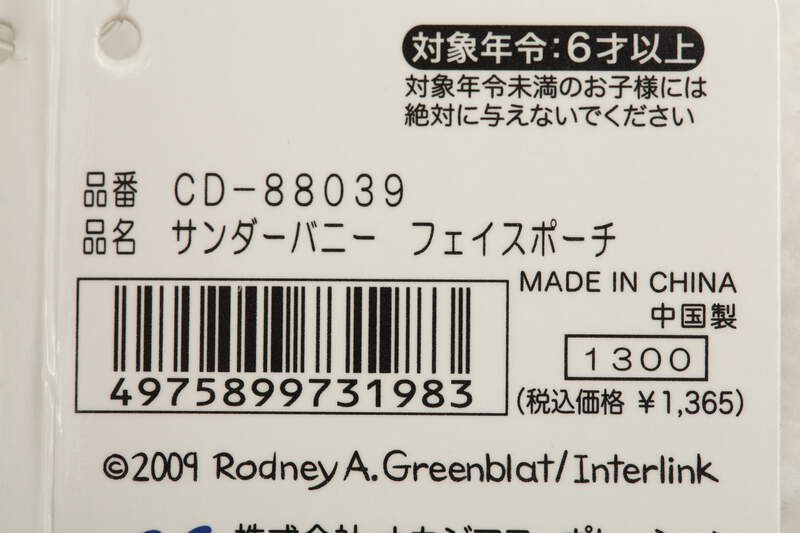 対象年令:6才以上
対象年令未満のお子様には
絶対に与えないでください
品番 CD-88039
品名 サンダーバニー フェイスポーチ
MADE IN CHINA
中国製
1300
(税込価格 ¥1,365)
4975899731983
©2009 Rodney A. Greenblat/Interlink